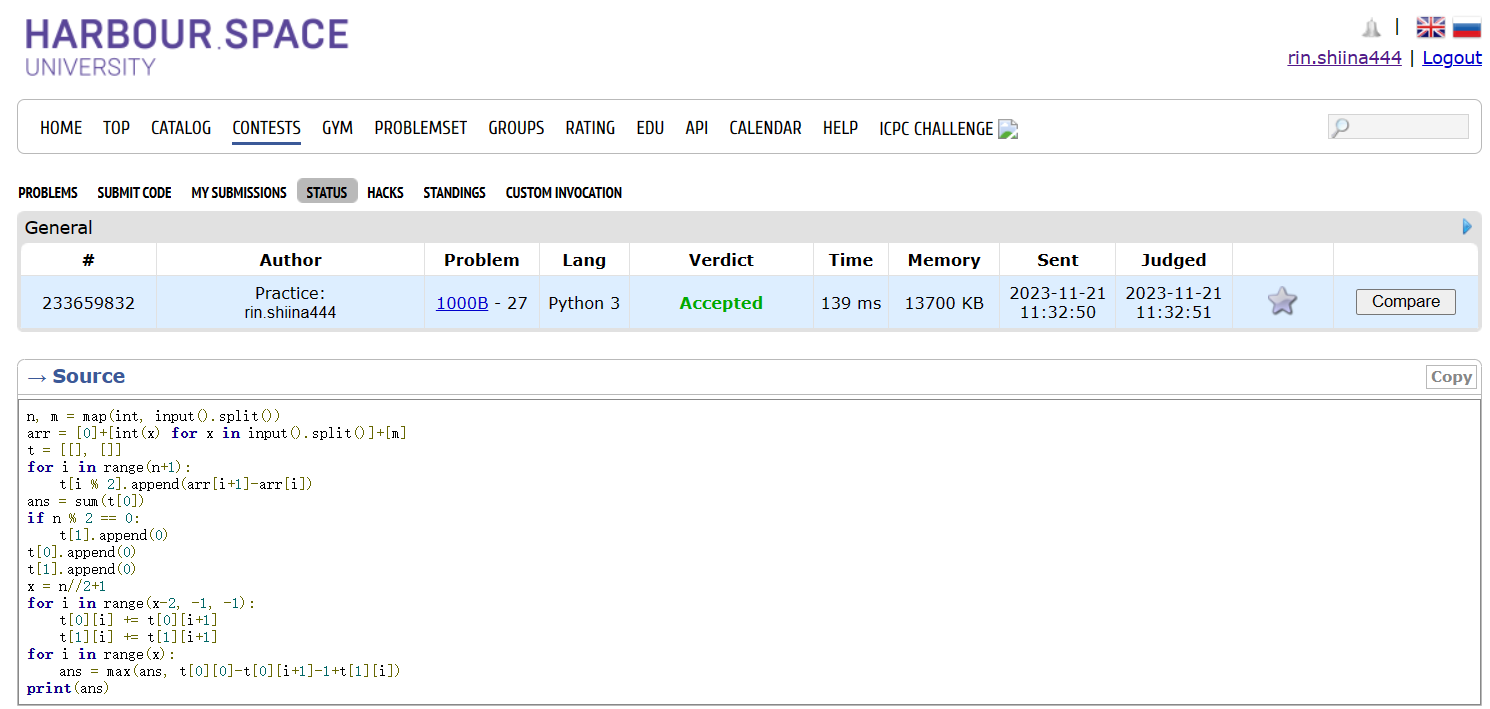 HARBOUR.SPACE
UNIVERSITY
|
rin.shiina444 | Logout
HOME TOP CATALOG CONTESTS GYM PROBLEMSET GROUPS RATING EDU API CALENDAR HELP ICPC CHALLENGE
PROBLEMS SUBMIT CODE MY SUBMISSIONS STATUS HACKS STANDINGS CUSTOM INVOCATION
General
# Author Problem Lang Verdict Time Memory Sent Judged
233659832 Practice: rin.shiina444 1000B - 27 Python 3 Accepted 139 ms 13700 KB 2023-11-21 11:32:50 2023-11-21 11:32:51 Compare
→ Source Copy
n, m = map(int, input().split())
arr = [0]+[int(x) for x in input().split()]+[m]
t = [[], []]
for i in range(n+1):
    t[i % 2].append(arr[i+1]-arr[i])
ans = sum(t[0])
if n % 2 == 0:
    t[1].append(0)
t[0].append(0)
t[1].append(0)
x = n//2+1
for i in range(x-2, -1, -1):
    t[0][i] += t[0][i+1]
    t[1][i] += t[1][i+1]
for i in range(x):
    ans = max(ans, t[0][0]-t[0][i+1]-1+t[1][i])
print(ans)